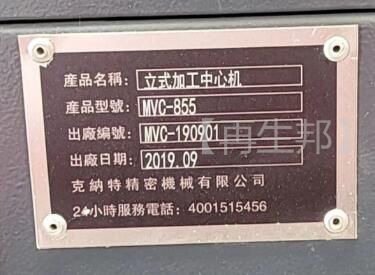 產品名稱：立式加工中心机
產品型號：MVC-855
出廠編號：MVC-190901
出廠日期：2019.09
克納特精密機械有限公司
24小時服務電話：4001515456
【再生邦】